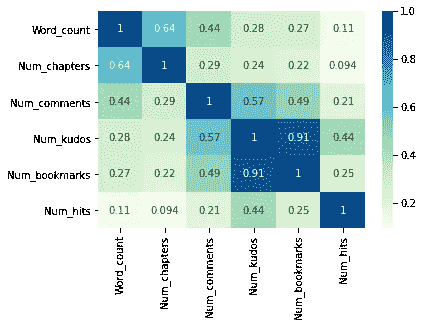 Word_count 1 0.64 0.44 0.28 0.27 0.11
Num_chapters 0.64 1 0.29 0.24 0.22 0.094
Num_comments 0.44 0.29 1 0.57 0.49 0.21
Num_kudos 0.28 0.24 0.57 1 0.91 0.44
Num_bookmarks 0.27 0.22 0.49 0.91 1 0.25
Num_hits 0.11 0.094 0.21 0.44 0.25 1
Word_count
Num_chapters
Num_comments
Num_kudos
Num_bookmarks
Num_hits
1.0
0.8
0.6
0.4
0.2